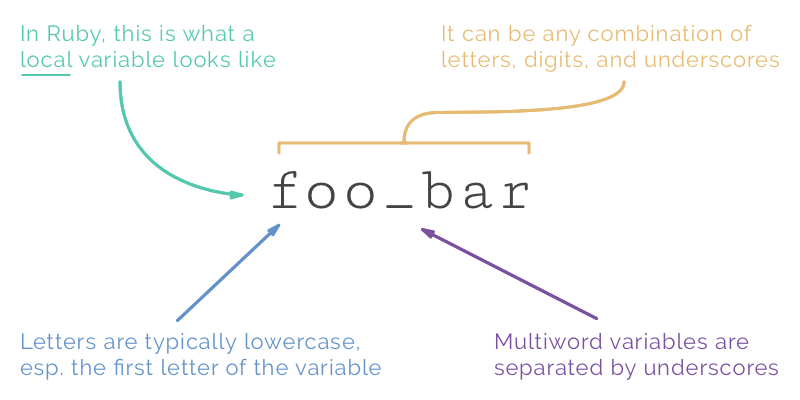 In Ruby, this is what a
local variable looks like
It can be any combination of
letters, digits, and underscores
foo_bar
Letters are typically lowercase,
esp. the first letter of the variable
Multiword variables are
separated by underscores